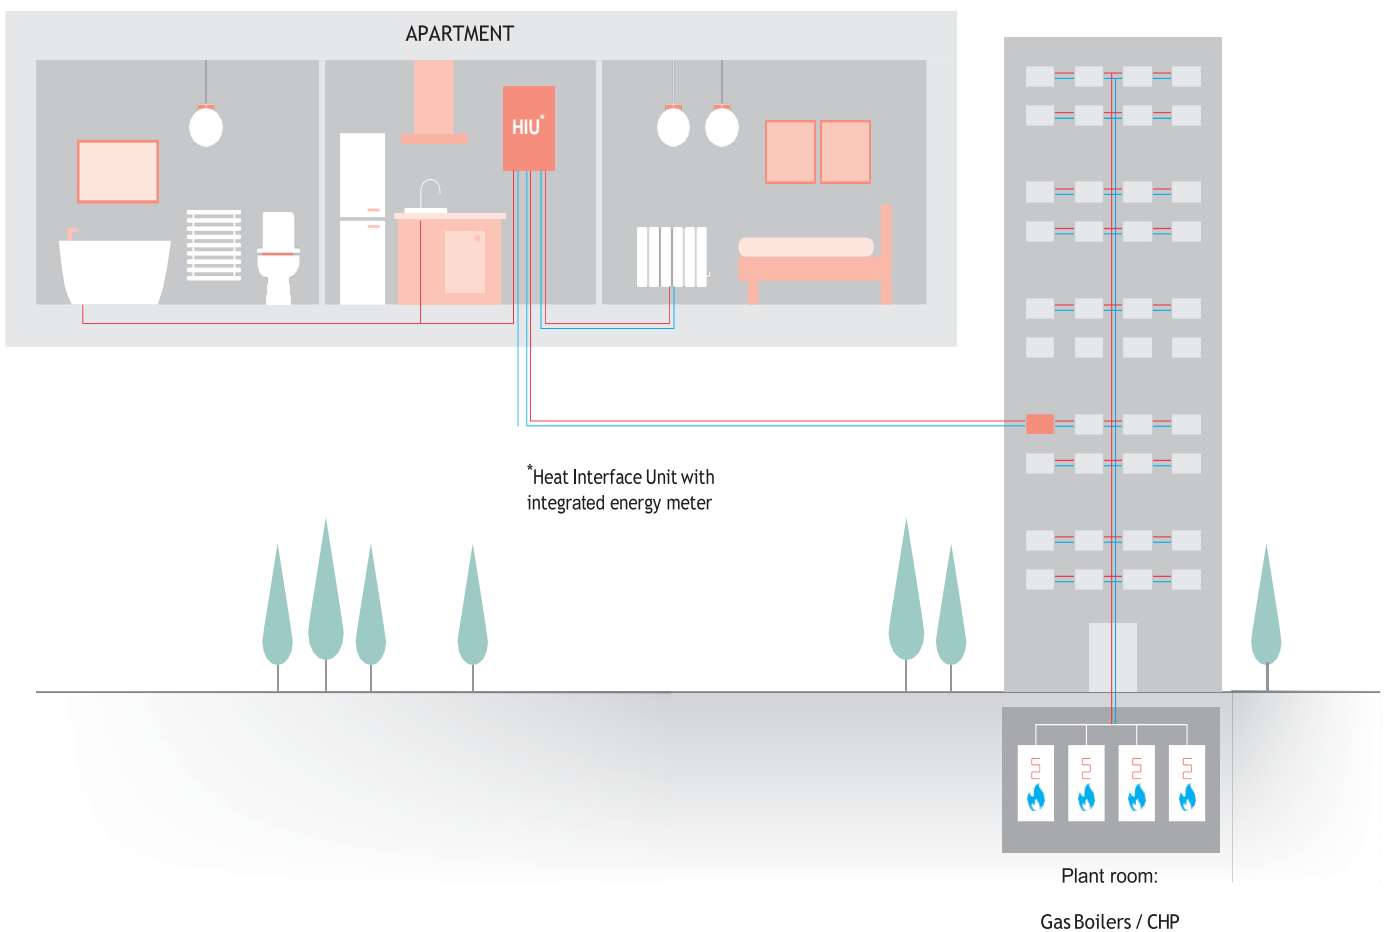 APARTMENT
HIU*
*Heat Interface Unit with
integrated energy meter
Plant room:
Gas Boilers / CHP